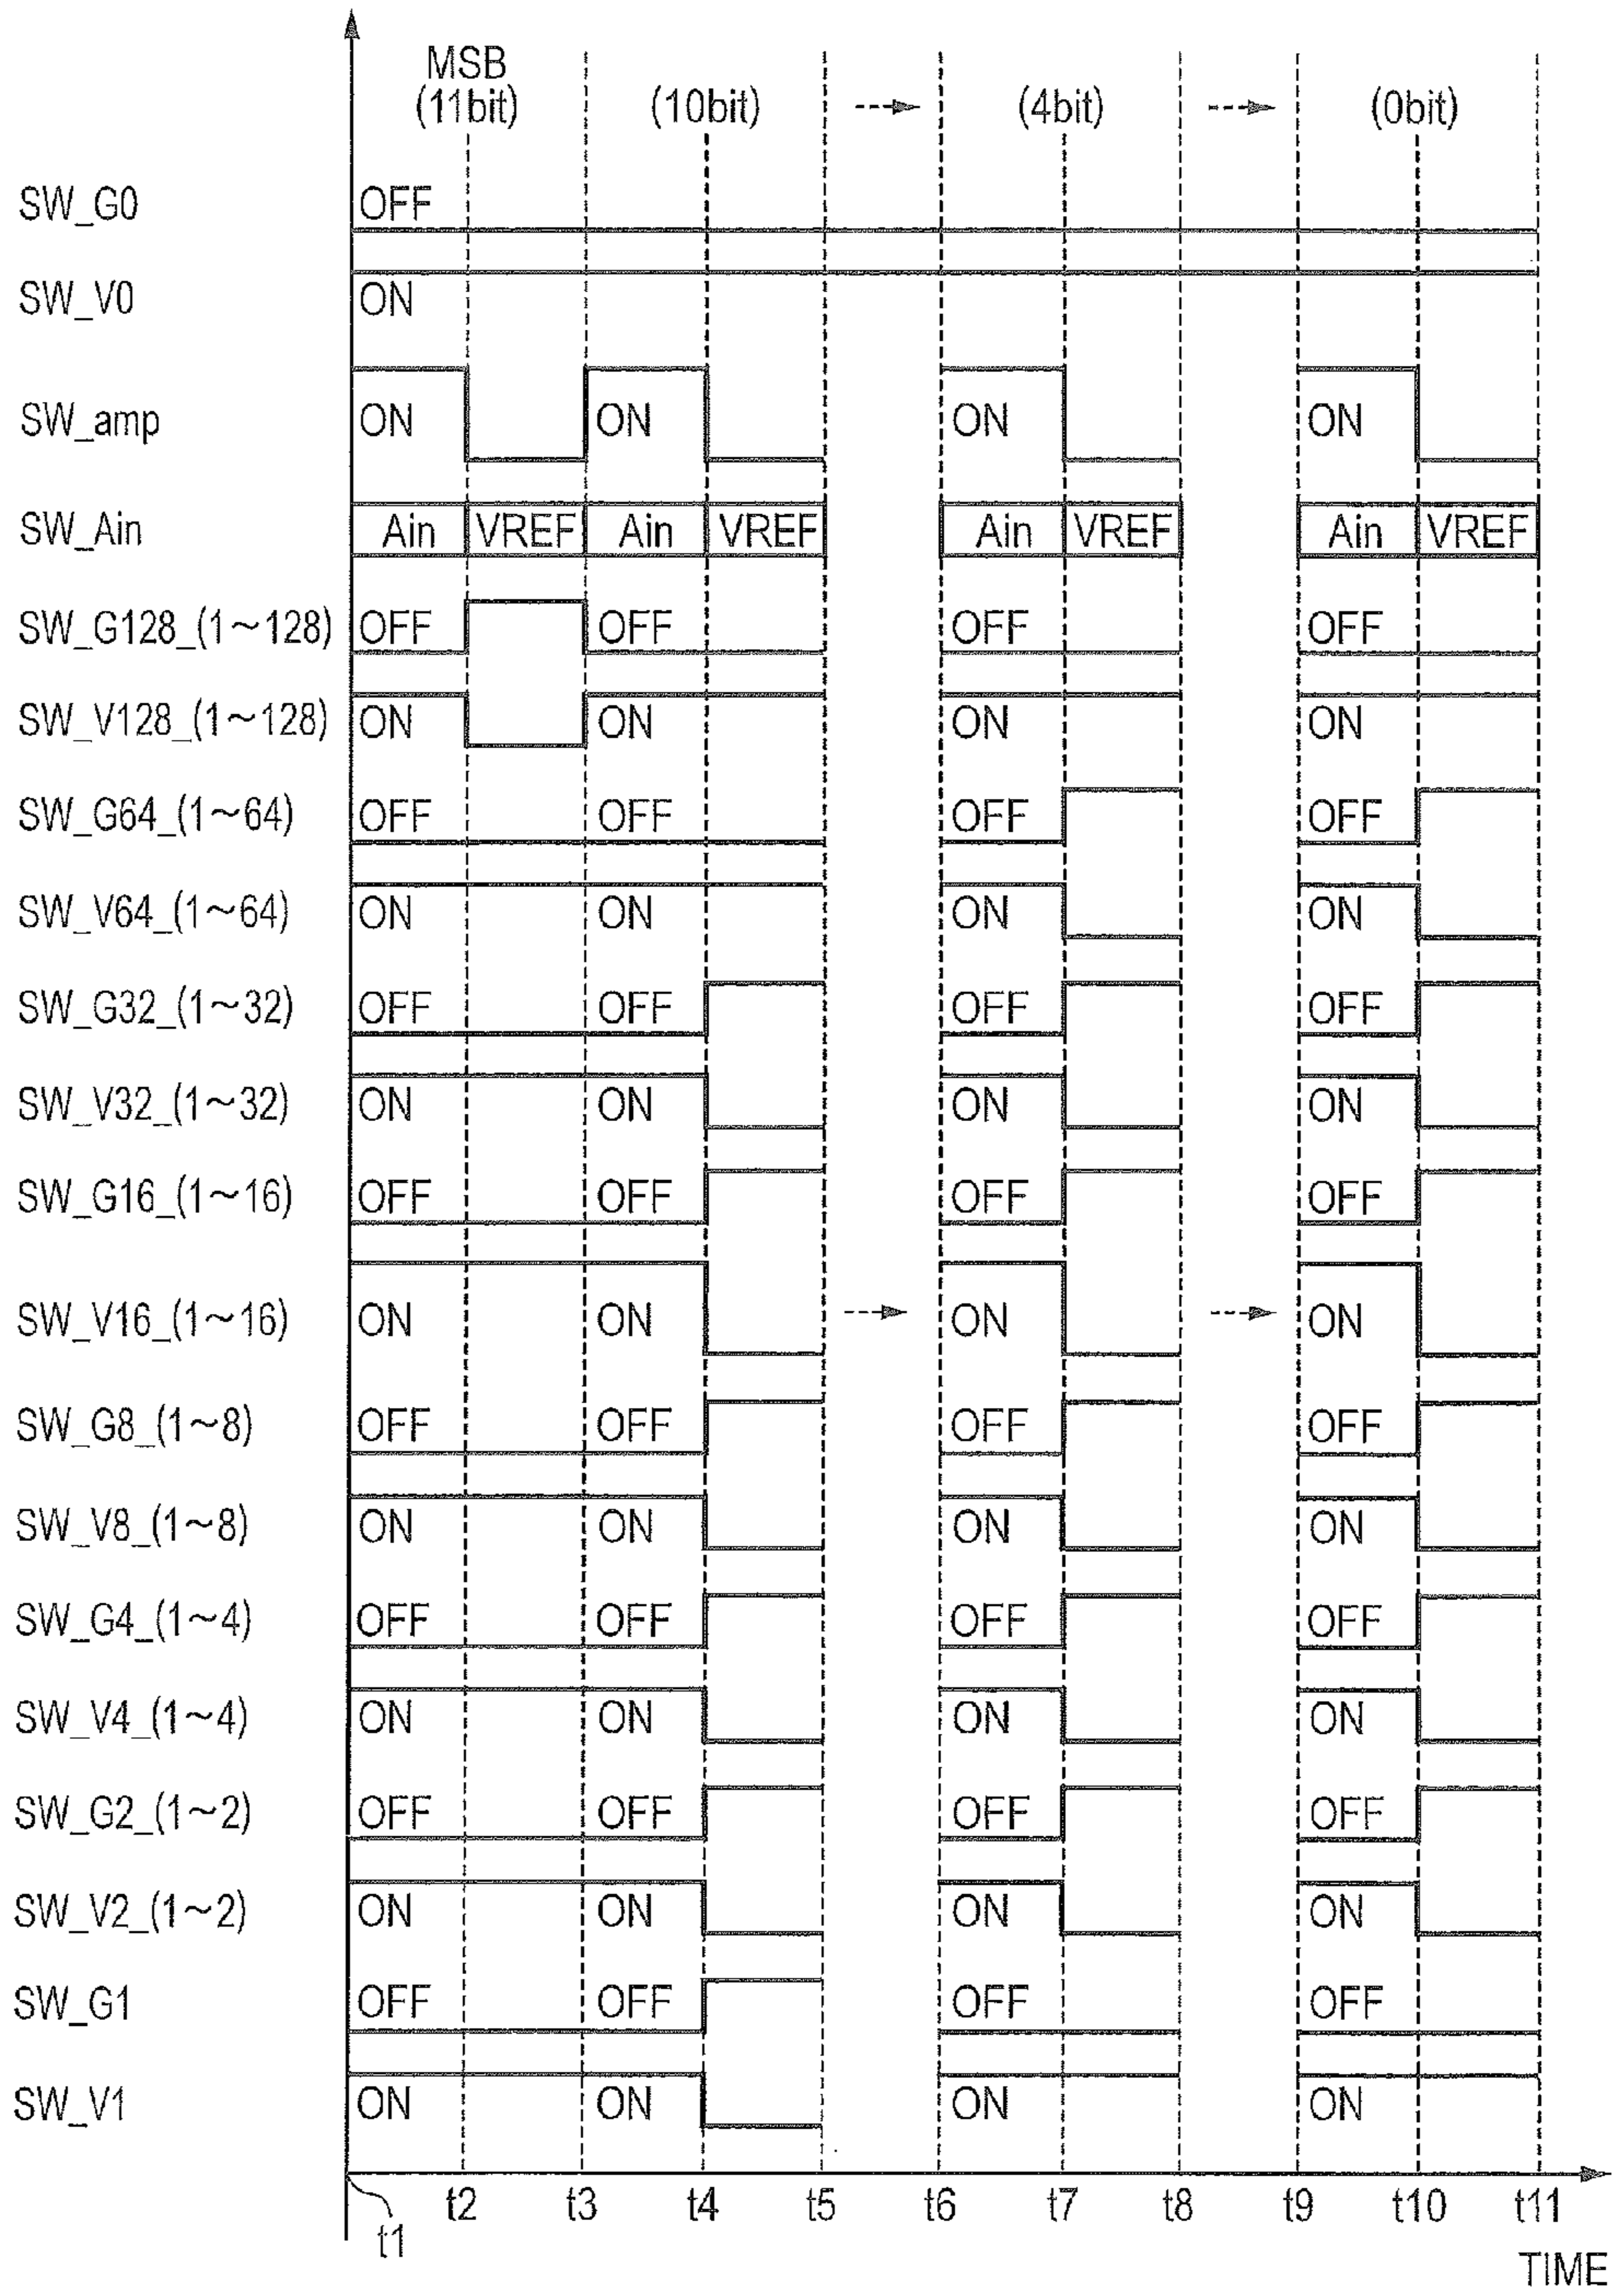 MSB
(11bit) (10bit) (4bit) (0bit)
SW_G0 OFF
SW_V0 ON
SW_amp ON ON ON ON
SW_Ain Ain VREF Ain VREF Ain VREF Ain VREF
SW_G128_(1~128) OFF OFF OFF OFF
SW_V128_(1~128) ON ON ON ON
SW_G64_(1~64) OFF OFF OFF OFF
SW_V64_(1~64) ON ON ON ON
SW_G32_(1~32) OFF OFF OFF OFF
SW_V32_(1~32) ON ON ON ON
SW_G16_(1~16) OFF OFF OFF OFF
SW_V16_(1~16) ON ON ON ON
SW_G8_(1~8) OFF OFF OFF OFF
SW_V8_(1~8) ON ON ON ON
SW_G4_(1~4) OFF OFF OFF OFF
SW_V4_(1~4) ON ON ON ON
SW_G2_(1~2) OFF OFF OFF OFF
SW_V2_(1~2) ON ON ON ON
SW_G1 OFF OFF OFF OFF
SW_V1 ON ON ON ON
t1 t2 t3 t4 t5 t6 t7 t8 t9 t10 t11
TIME